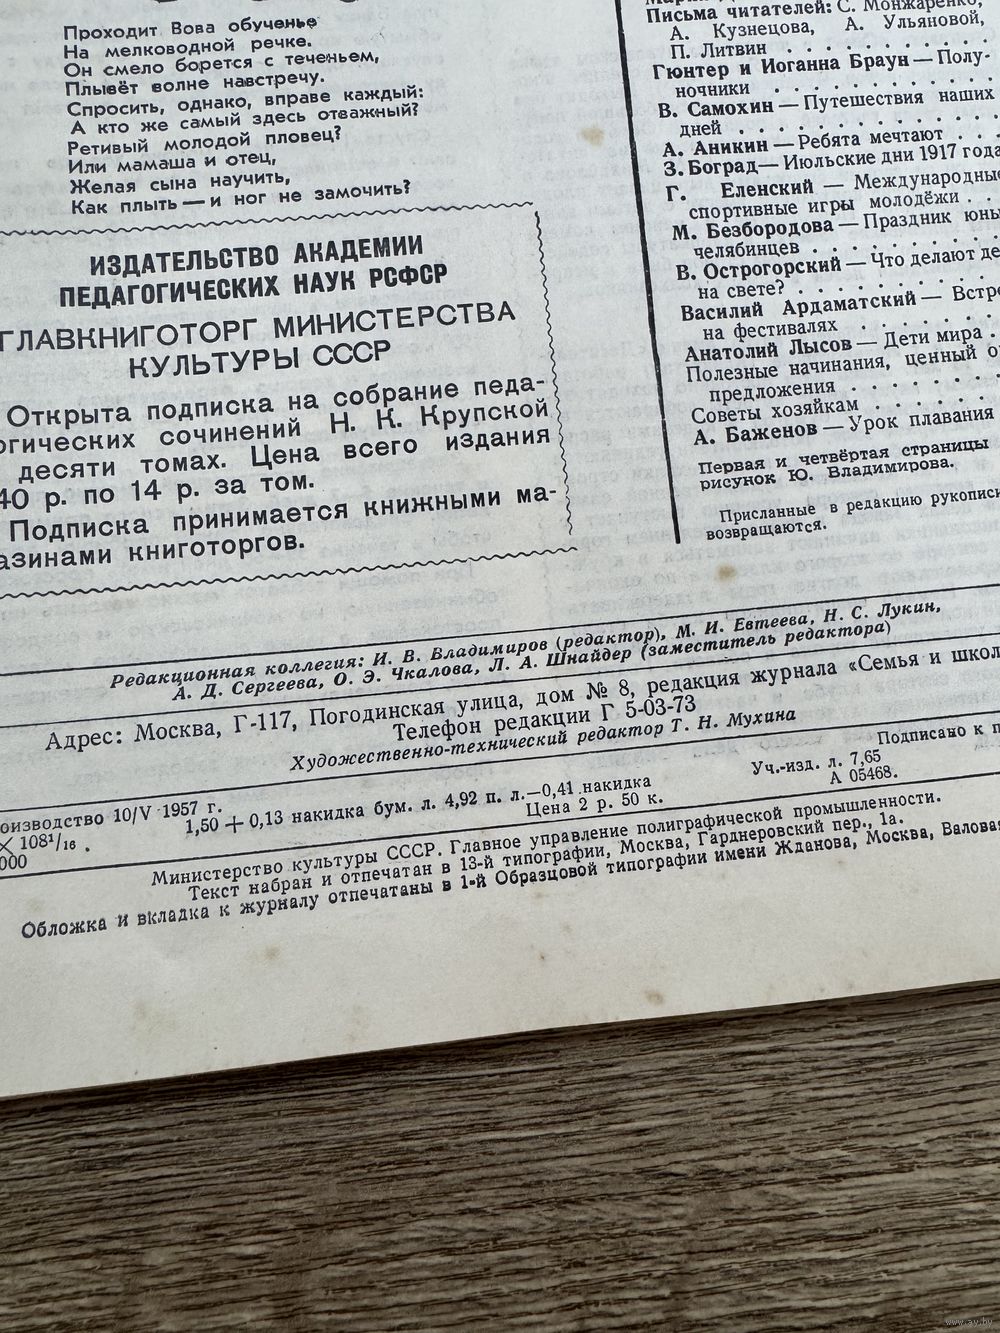 Проходит Вова обученье
На мелководной речке.
Он смело борется с теченьем,
Плывёт волне навстречу.
Спросить, однако, вправе каждый:
А кто же самый здесь отважный?
Ретивый молодой пловец?
Или мамаша и отец,
Желая сына научить,
Как плыть — и ног не замочить?
ИЗДАТЕЛЬСТВО АКАДЕМИИ
ПЕДАГОГИЧЕСКИХ НАУК РСФСР
ГЛАВКНИГОТОРГ МИНИСТЕРСТВА
КУЛЬТУРЫ СССР
Открыта подписка на собрание педа-
огических сочинений Н. К. Крупской
десяти томах. Цена всего издания
40 р. по 14 р. за том.
Подписка принимается книжными ма-
азинами книготоргов.
Письма читателей: С. Монжаренко,
А. Кузнецова, А. Ульяновой,
П. Литвин . . . . . . . . . .
Гюнтер и Иоганна Браун — Полу-
ночники . . . . . . . . . .
В. Самохин — Путешествия наших
дней . . . . . . . . . . .
А. Аникин — Ребята мечтают . . .
З. Боград — Июльские дни 1917 года
Г. Еленский — Международные
спортивные игры молодёжи . .
М. Безбородова — Праздник юны
челябинцев . . . . . . . . .
В. Острогорский — Что делают де
на свете? . . . . . . . . . .
Василий Ардаматский — Встре
на фестивалях . . . . . . .
Анатолий Лысов — Дети мира .
Полезные начинания, ценный о
предложения . . . . . . .
Советы хозяйкам . . . . . .
А. Баженов — Урок плавания
Первая и четвёртая страницы
рисунок Ю. Владимирова.
Присланные в редакцию рукописи
возвращаются.
Редакционная коллегия: И. В. Владимиров (редактор), М. И. Евтеева, Н. С. Лукин,
А. Д. Сергеева, О. Э. Чкалова, Л. А. Шнайдер (заместитель редактора)
Адрес: Москва, Г-117, Погодинская улица, дом № 8, редакция журнала «Семья и школ
Телефон редакции Г 5-03-73
Художественно-технический редактор Т. Н. Мухина
оизводство 10/V 1957 г. Подписано к п
× 108¹/₁₆. 1,50 + 0,13 накидка бум. л. 4,92 п. л.—0,41 накидка Уч.-изд. л. 7,65
000 Цена 2 р. 50 к. А 05468.
Министерство культуры СССР. Главное управление полиграфической промышленности.
Текст набран и отпечатан в 13-й типографии, Москва, Гарднеровский пер., 1а.
Обложка и вкладка к журналу отпечатаны в 1-й Образцовой типографии имени Жданова, Москва, Валовая
www.ay.by